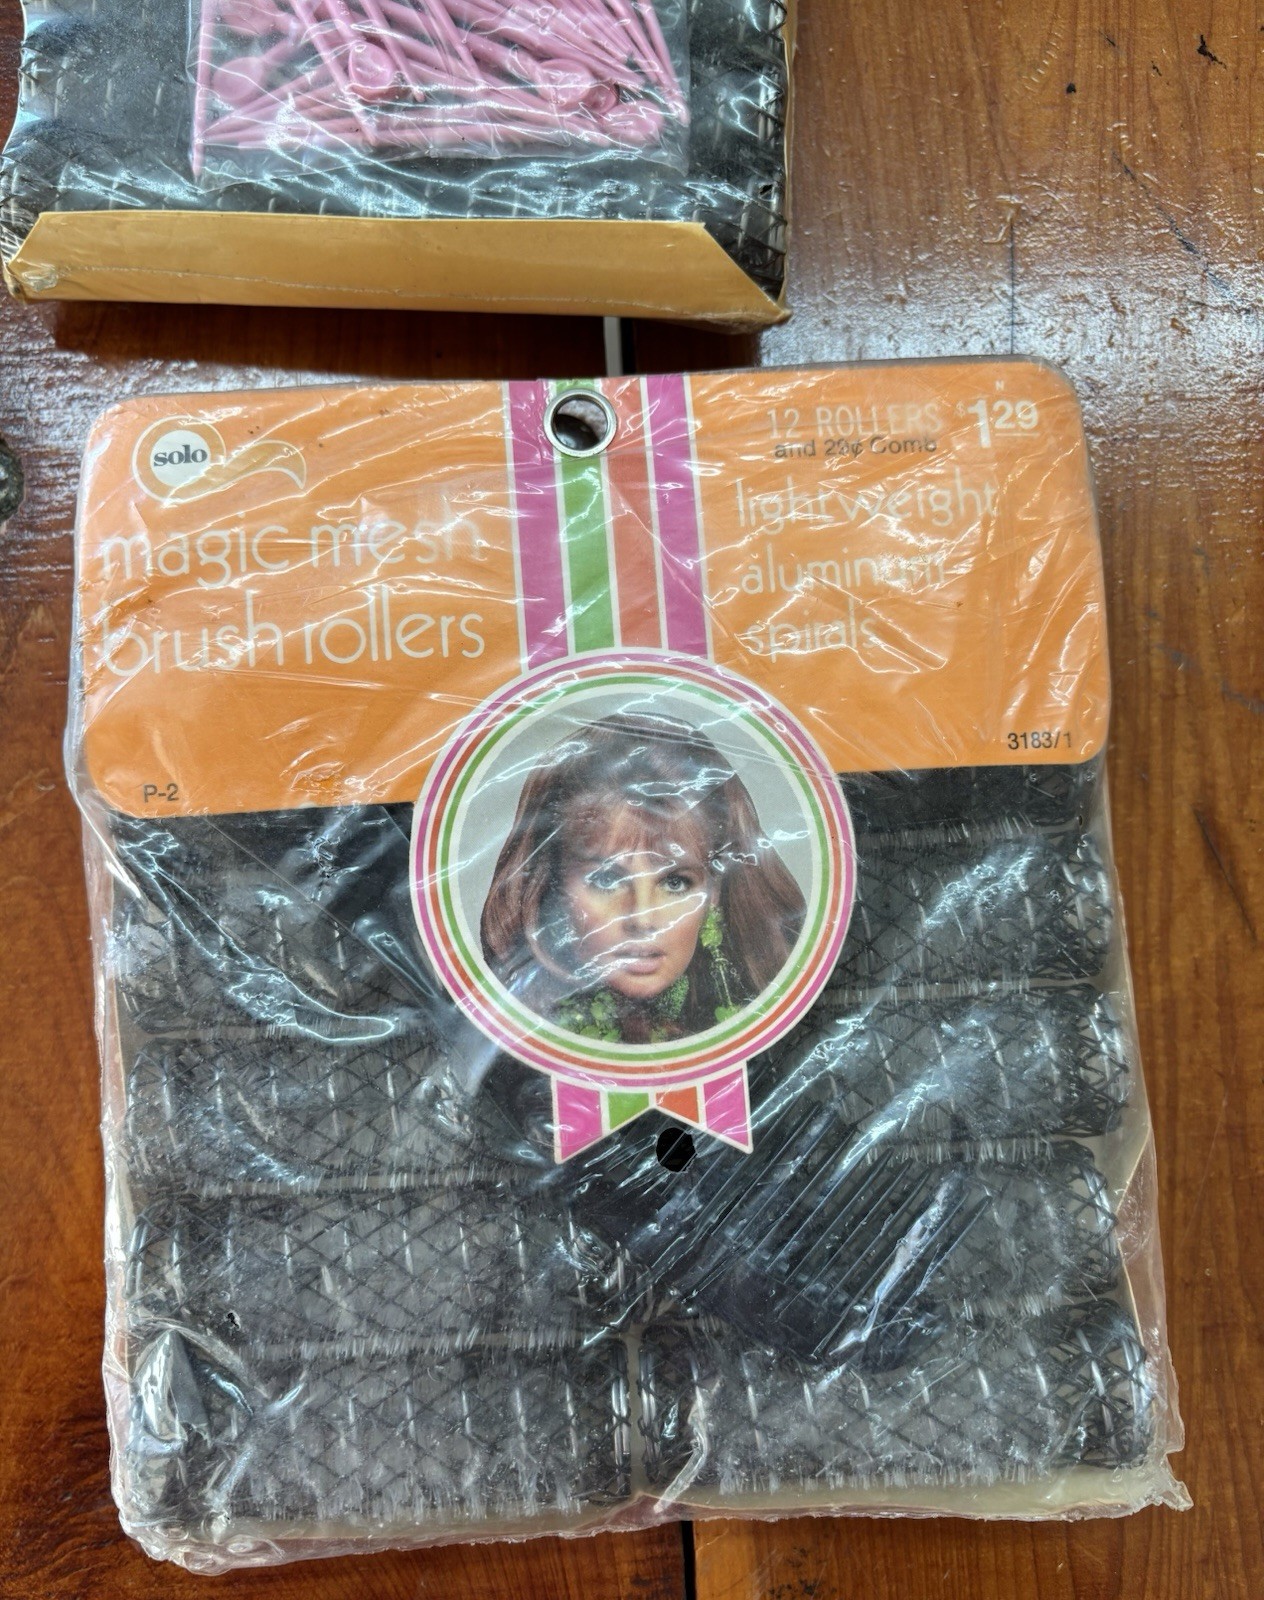 solo
magic mesh
brush rollers
P-2
12 ROLLERS
and 29¢ Comb
$1.29
N
lightweight
aluminum
spirals
3183/1